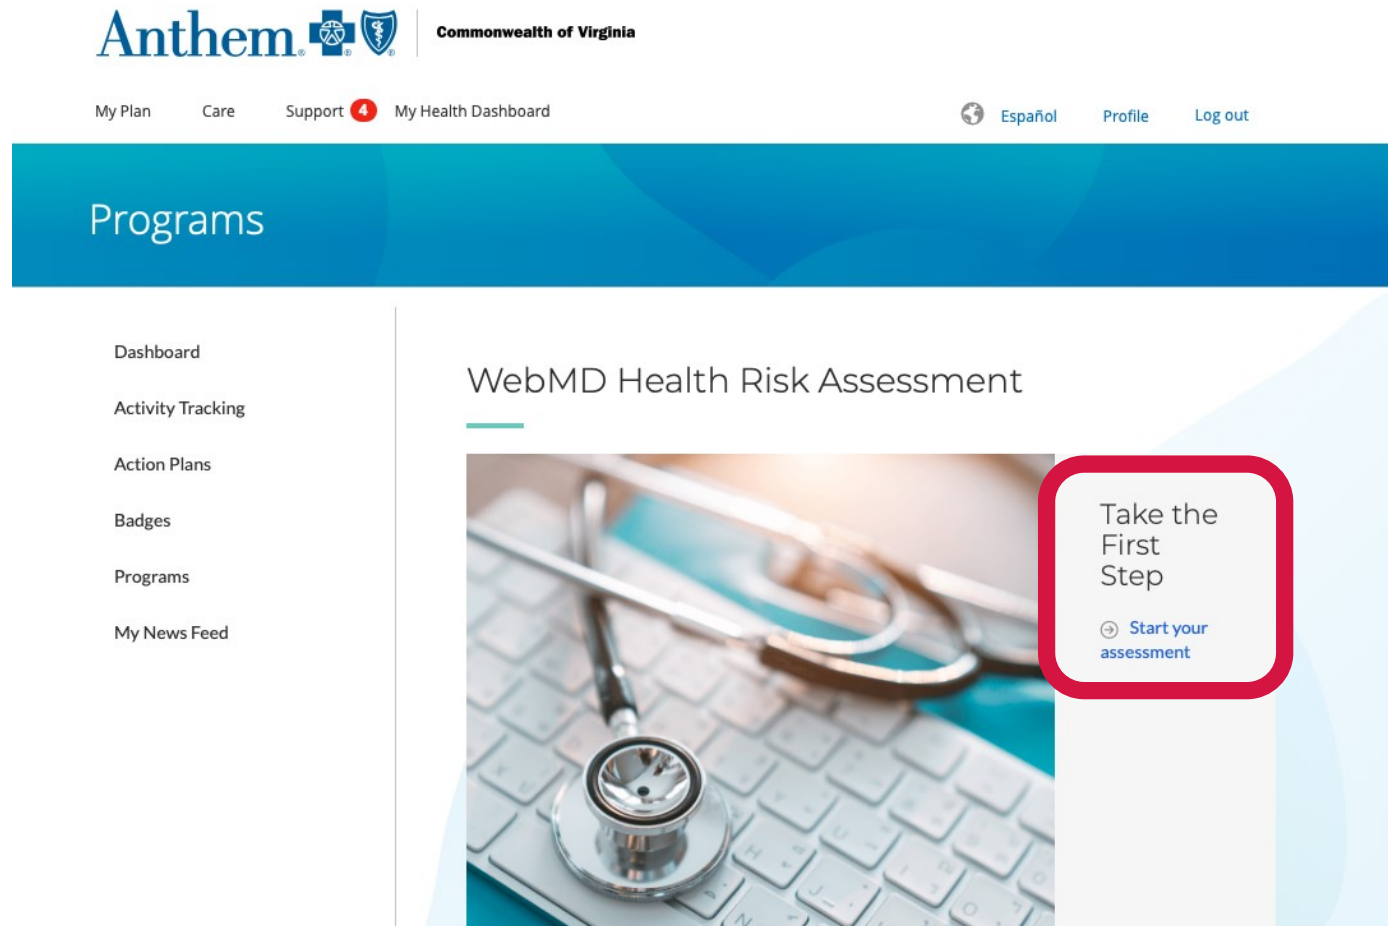 Anthem. Commonwealth of Virginia
My Plan Care Support 4 My Health Dashboard Español Profile Log out
Programs
Dashboard
Activity Tracking
Action Plans
Badges
Programs
My News Feed
WebMD Health Risk Assessment
Take the
First
Step
Start your
assessment